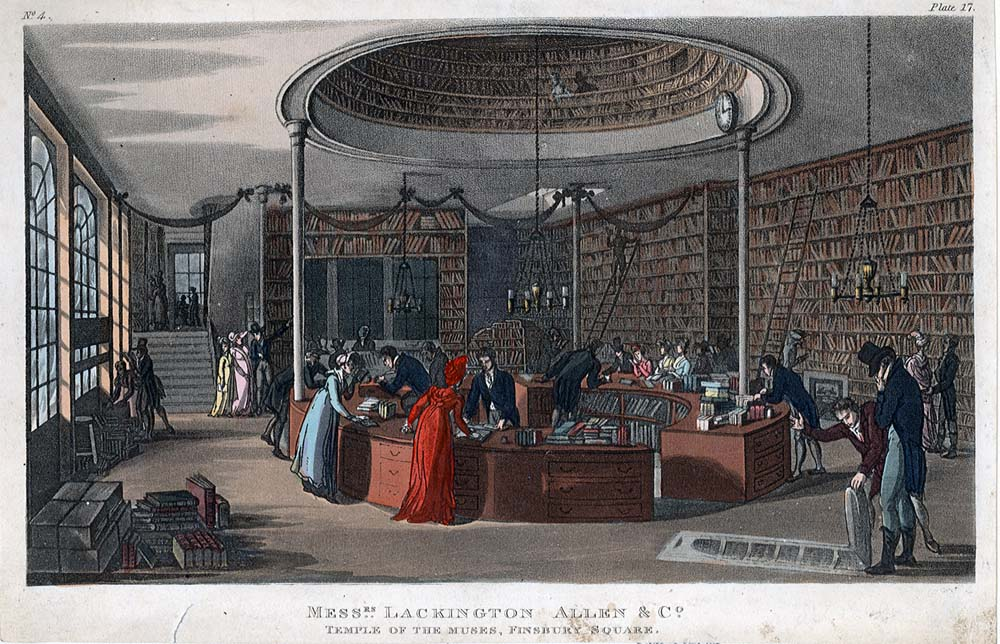 Nº 4.
Plate 17.
MESSRS. LACKINGTON ALLEN & Cº.
TEMPLE OF THE MUSES, FINSBURY SQUARE.